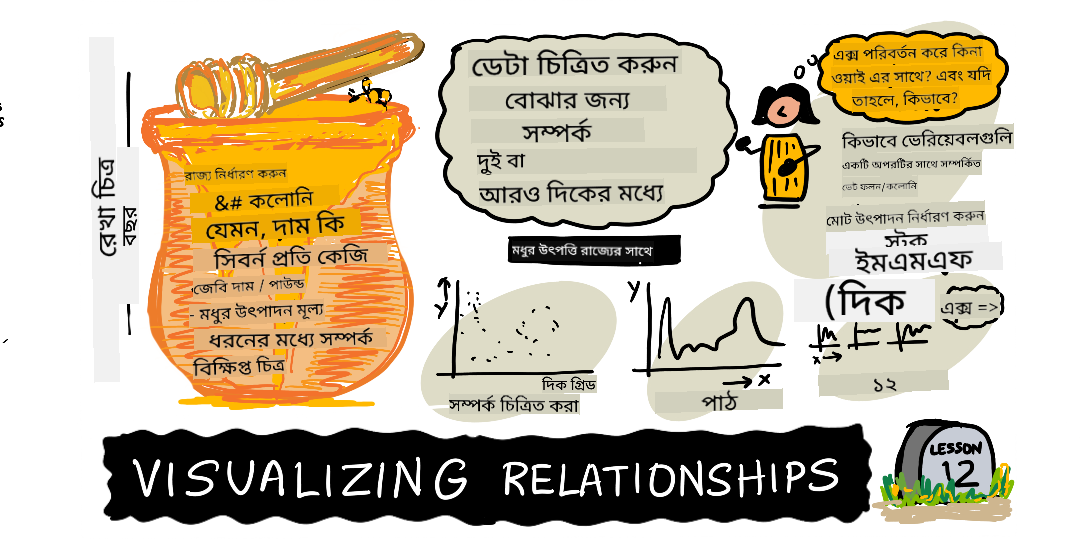 রেখা চিত্র
বছর
রাজ্য নির্ধারণ করুন
&# কলোনি
যেমন, দাম কি
সিবর্ন প্রতি কেজি
জেবি দাম / পাউন্ড
- মধুর উৎপাদন মূল্য
ধরনের মধ্যে সম্পর্ক
বিক্ষিপ্ত চিত্র
ডেটা চিত্রিত করুন
বোঝার জন্য
সম্পর্ক
দুই বা
আরও দিকের মধ্যে
মধুর উৎপত্তি রাজ্যের সাথে
Y
দিক গ্রিড
সম্পর্ক চিত্রিত করা
Y
x
পাঠ
এক্স পরিবর্তন করে কিনা
ওয়াই এর সাথে? এবং যদি
তাহলে, কিভাবে?
কিভাবে ভেরিয়েবলগুলি
একটি অপরটির সাথে সম্পর্কিত
ডেট ফলন/কলোনি
মোট উৎপাদন নির্ধারণ করুন
স্টক
ইমএমএফ
(দিক
এক্স =>
x
১২
VISUALIZING RELATIONSHIPS
LESSON
12